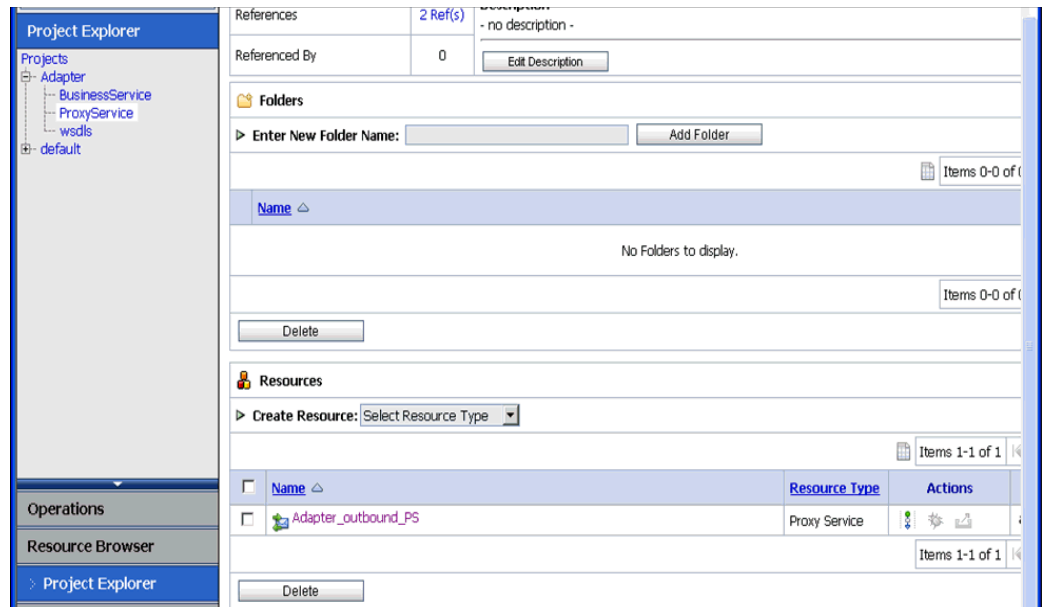 Project Explorer
Projects
Adapter
BusinessService
ProxyService
wsdls
default
Operations
Resource Browser
Project Explorer
References 2 Ref(s) Description
- no description -
Referenced By 0 Edit Description
Folders
Enter New Folder Name: Add Folder
Items 0-0 of
Name
No Folders to display.
Items 0-0 of
Delete
Resources
Create Resource: Select Resource Type
Items 1-1 of 1
Name Resource Type Actions
Adapter_outbound_PS Proxy Service
Items 1-1 of 1
Delete